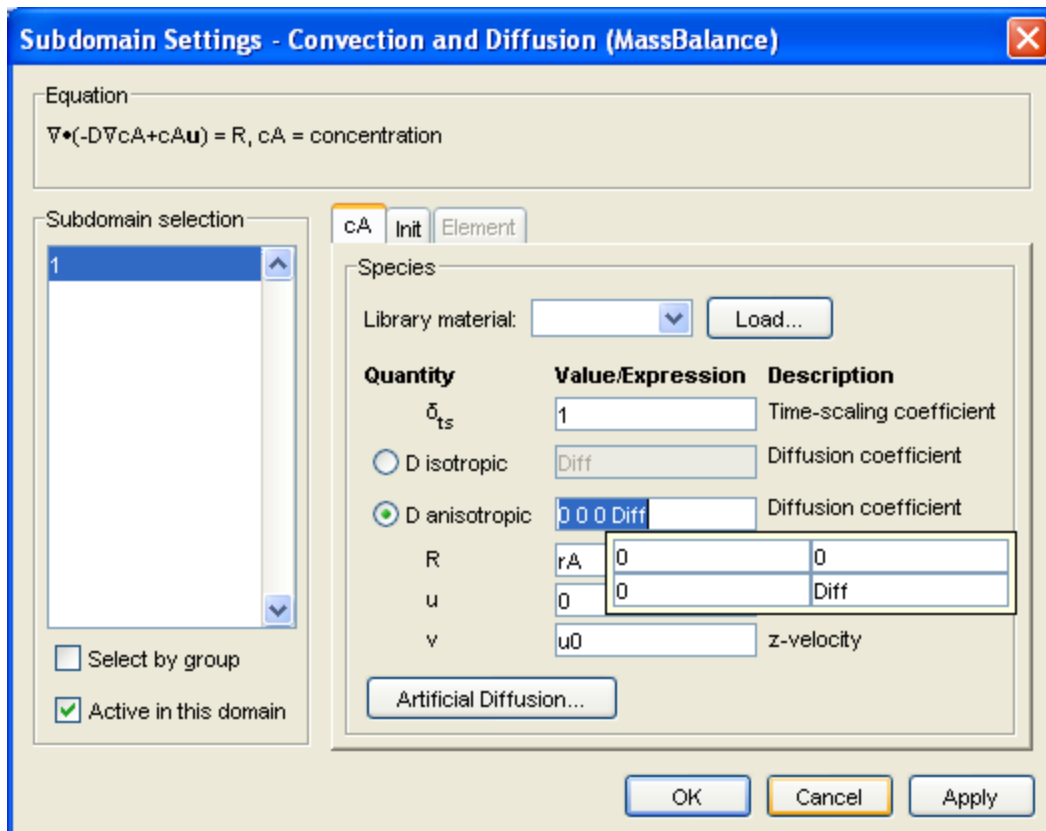 Subdomain Settings - Convection and Diffusion (MassBalance)
Equation
∇•(-D∇cA+cAu) = R, cA = concentration
Subdomain selection
1
Select by group
Active in this domain
cA Init Element
Species
Library material: Load...
Quantity Value/Expression Description
δts 1 Time-scaling coefficient
D isotropic Diff Diffusion coefficient
D anisotropic 0 0 0 Diff Diffusion coefficient
R rA 0 0
u 0 0 Diff
v u0 z-velocity
Artificial Diffusion...
OK Cancel Apply